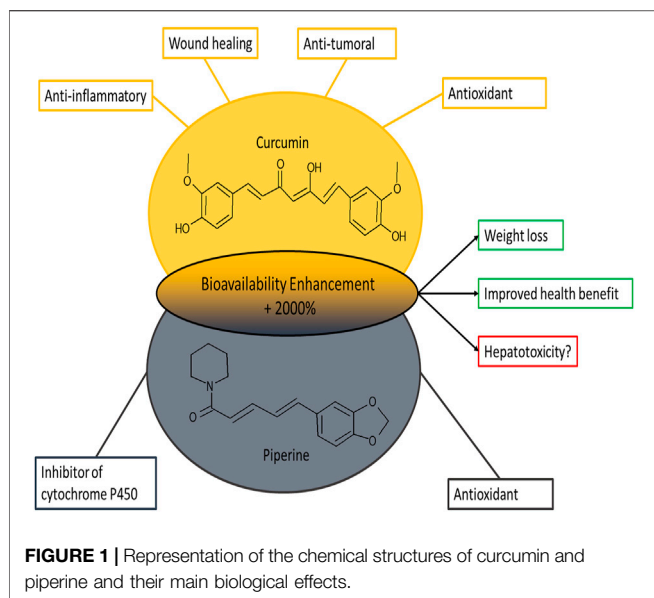 Wound healing
Anti-tumoral
Anti-inflammatory
Antioxidant
Curcumin
O
OH
O
O
HO
OH
Bioavailability Enhancement
+ 2000%
Weight loss
Improved health benefit
Hepatotoxicity?
N
O
O
O
Piperine
Inhibitor of
cytochrome P450
Antioxidant
FIGURE 1 | Representation of the chemical structures of curcumin and
piperine and their main biological effects.